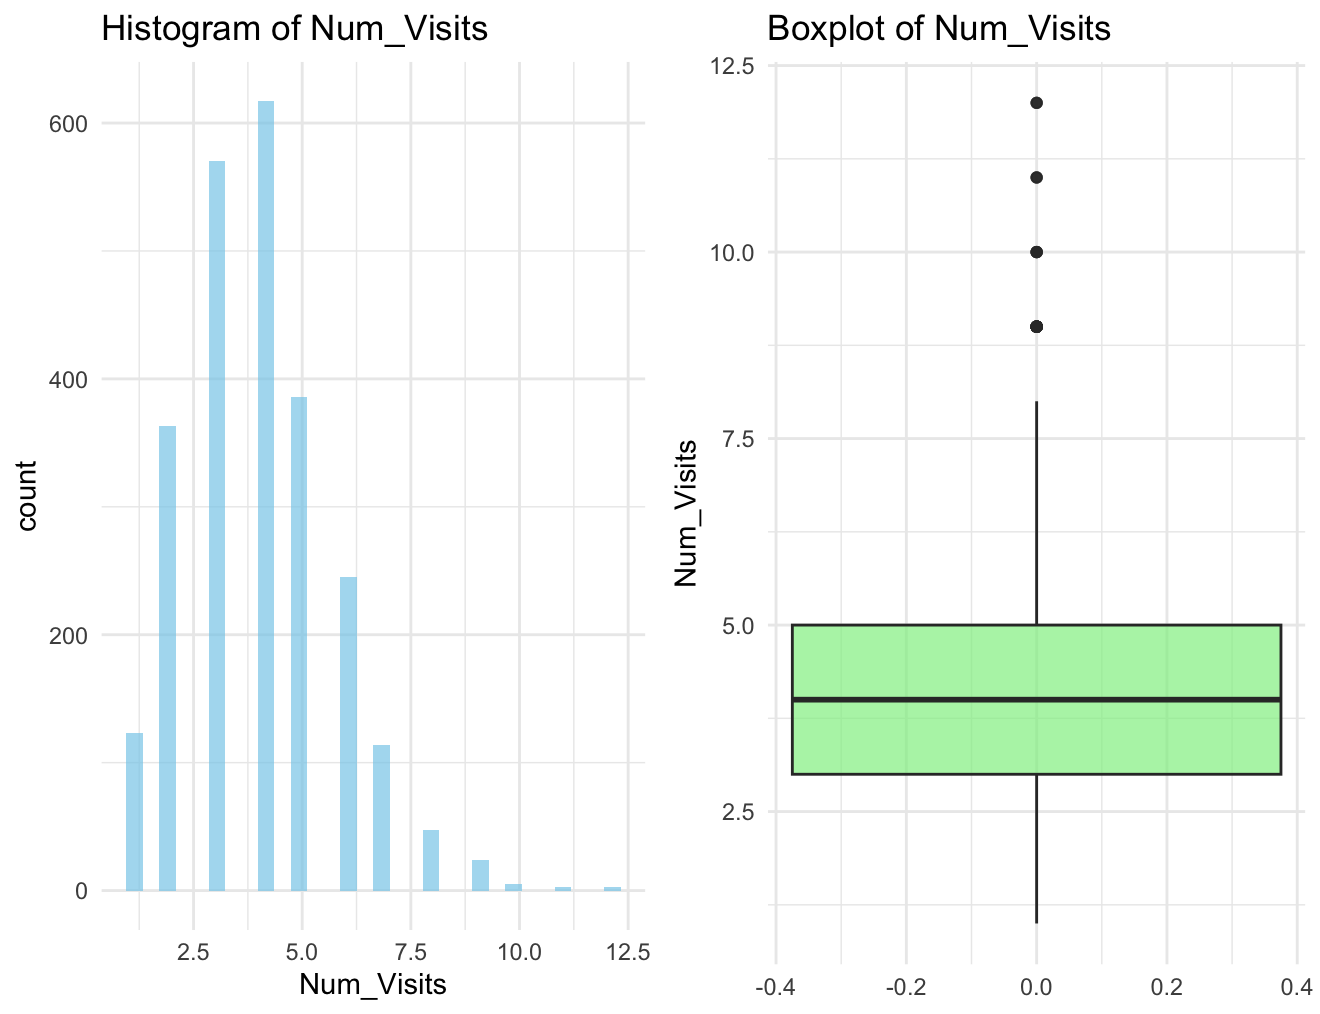 Histogram of Num_Visits
600
400
200
0
count
2.5 5.0 7.5 10.0 12.5
Num_Visits
Boxplot of Num_Visits
12.5
10.0
7.5
5.0
2.5
Num_Visits
-0.4 -0.2 0.0 0.2 0.4